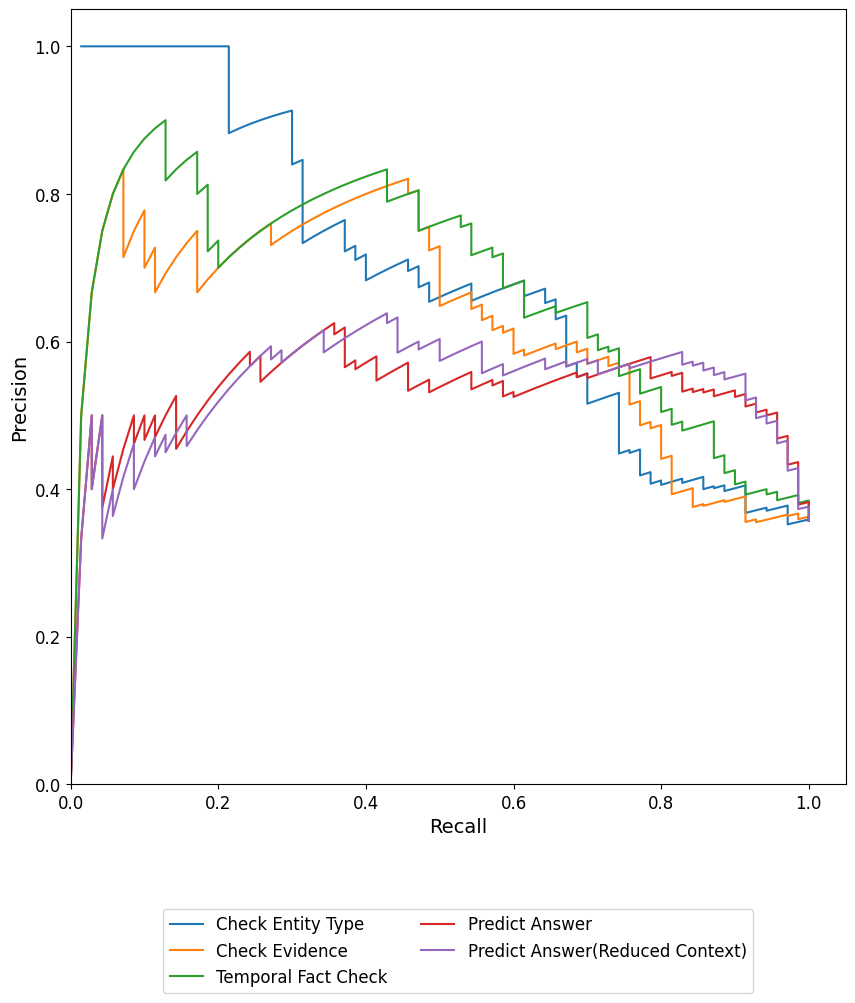 1.0
0.8
0.6
0.4
0.2
0.0
Precision
0.0 0.2 0.4 0.6 0.8 1.0
Recall
Check Entity Type
Check Evidence
Temporal Fact Check
Predict Answer
Predict Answer(Reduced Context)